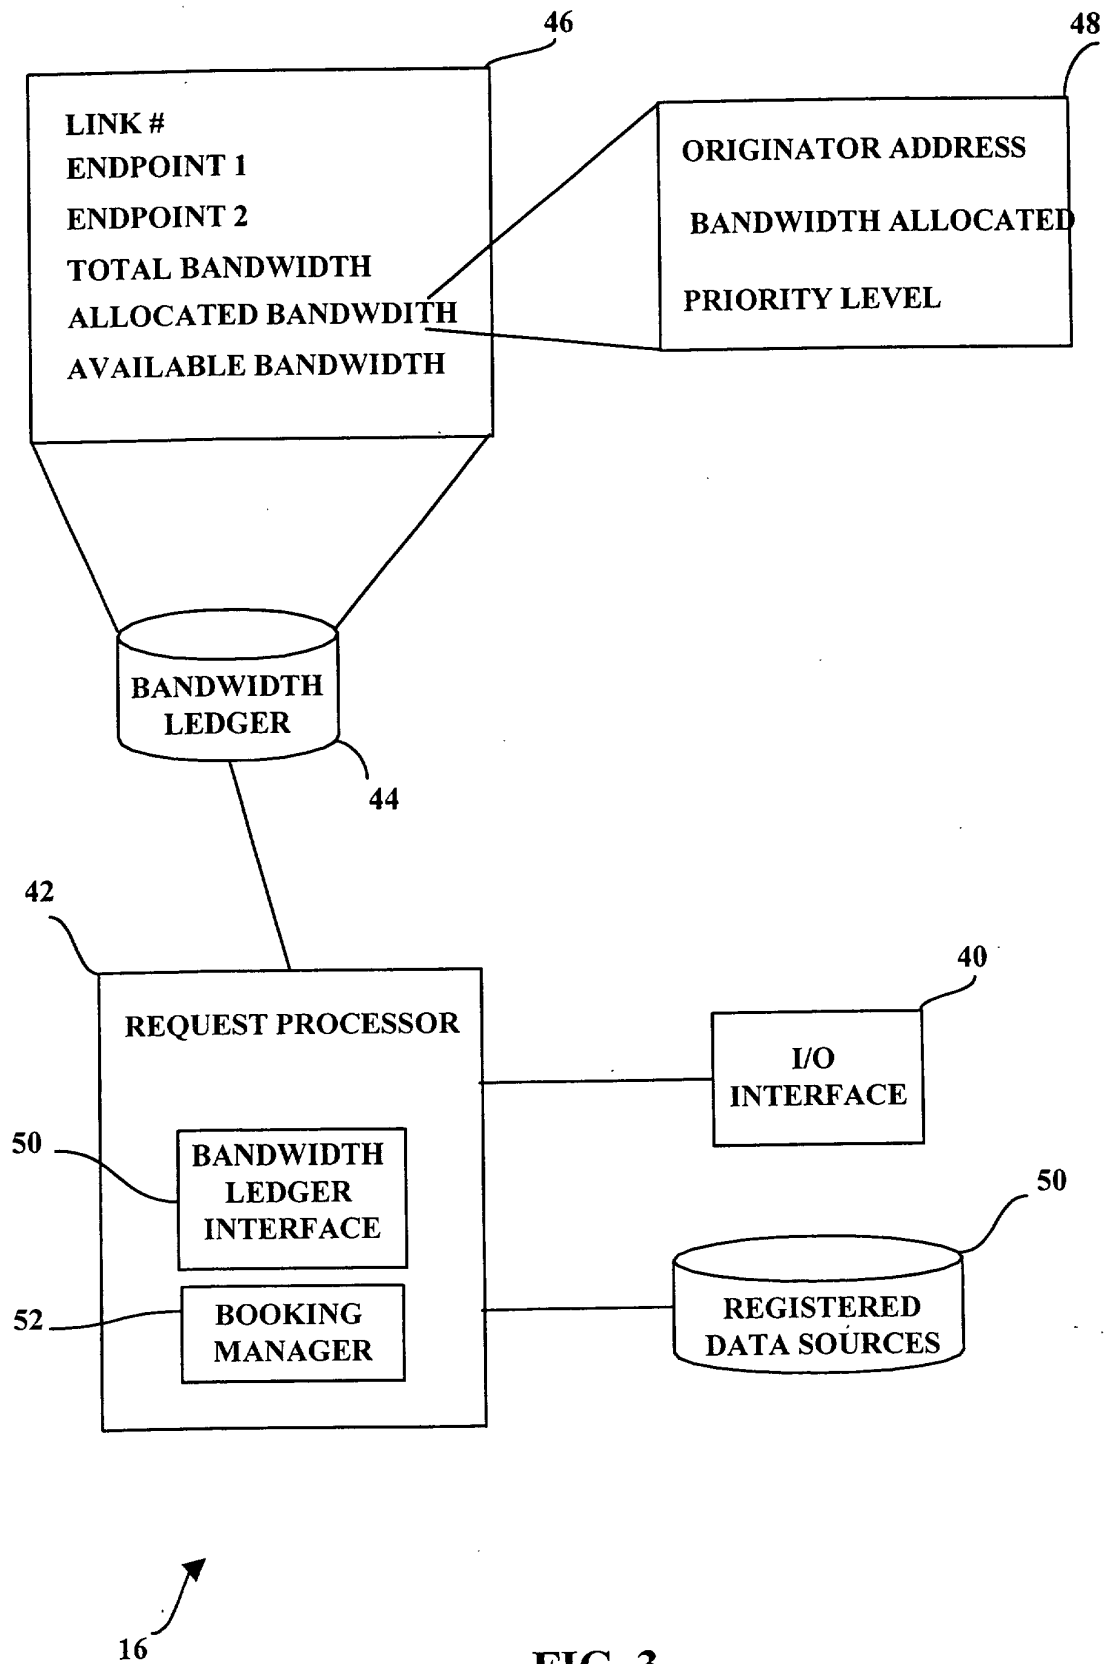 46
48
LINK #
ENDPOINT 1
ENDPOINT 2
TOTAL BANDWIDTH
ALLOCATED BANDWDITH
AVAILABLE BANDWIDTH
ORIGINATOR ADDRESS
BANDWIDTH ALLOCATED
PRIORITY LEVEL
BANDWIDTH
LEDGER
44
42
REQUEST PROCESSOR
40
I/O
INTERFACE
50
BANDWIDTH
LEDGER
INTERFACE
52
BOOKING
MANAGER
50
REGISTERED
DATA SOURCES
16
FIG. 3